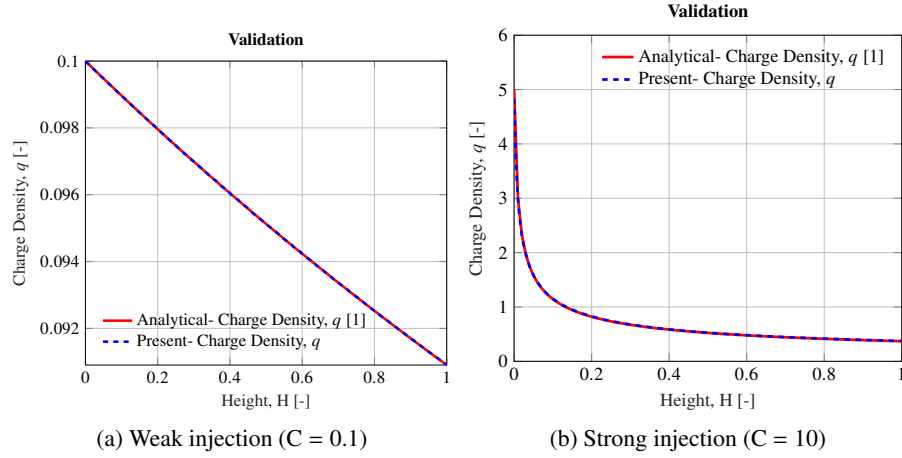 Validation
0.1
0.098
0.096
0.094
0.092
Charge Density, q [-]
Analytical- Charge Density, q [1]
Present- Charge Density, q
0 0.2 0.4 0.6 0.8 1
Height, H [-]
(a) Weak injection (C = 0.1)
Validation
6
5
4
3
2
1
0
Charge Density, q [-]
Analytical- Charge Density, q [1]
Present- Charge Density, q
0 0.2 0.4 0.6 0.8 1
Height, H [-]
(b) Strong injection (C = 10)